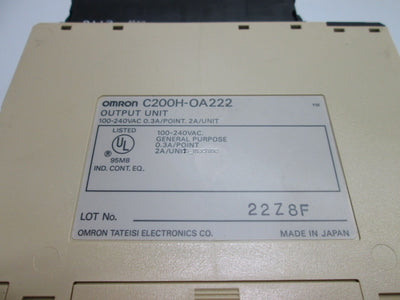 omron C200H-OA222 TM
OUTPUT UNIT
100-240VAC 0.3A/POINT. 2A/UNIT
LISTED
UL
95M8
IND. CONT. EQ.
100-240VAC.
GENERAL PURPOSE
0.3A/POINT
2A/UNIT
LOT No. 22Z8F
OMRON TATEISI ELECTRONICS CO. MADE IN JAPAN